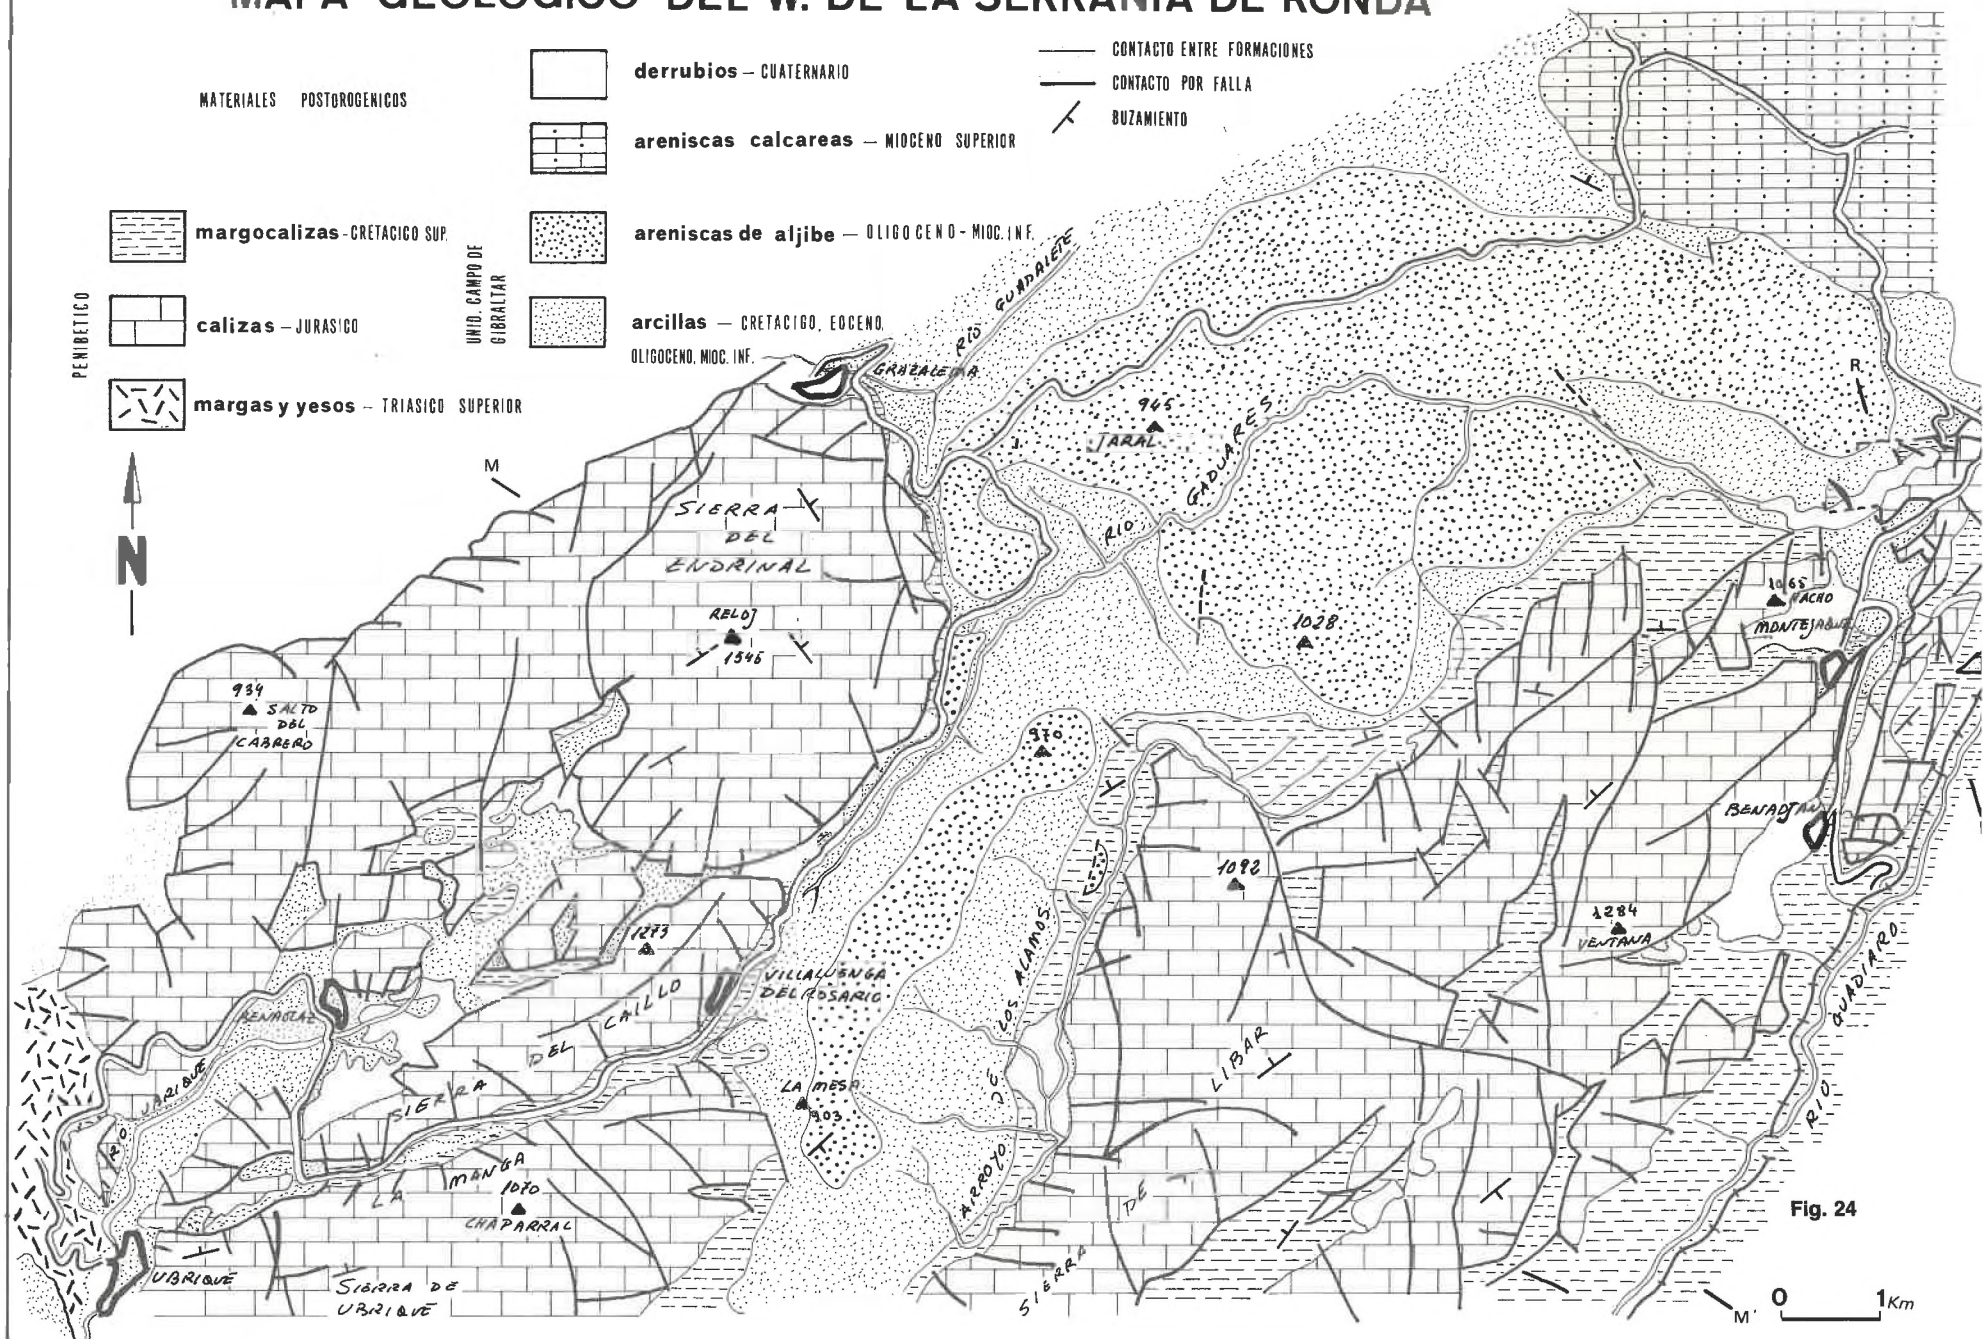 MAPA GEOLOGICO DEL W. DE LA SERRANIA DE RONDA
MATERIALES POSTOROGENICOS
derrubios – CUATERNARIO
areniscas calcareas – MIOCENO SUPERIOR
CONTACTO ENTRE FORMACIONES
CONTACTO POR FALLA
BUZAMIENTO
PENIBETICO
margocalizas - CRETACICO SUP.
calizas – JURASICO
margas y yesos – TRIASICO SUPERIOR
UNID. CAMPO DE
GIBRALTAR
areniscas de aljibe – OLIGOCENO - MIOC. INF.
arcillas – CRETACICO, EOCENO,
OLIGOCENO, MIOC. INF.
N
M
GRAZALEMA
RIO GUADALETE
945
JARAL
RIO GADUARES
R
SIERRA
DEL
ENDRINAL
RELOJ
1546
934
SALTO
DEL
CABRERO
1028
1065
HACHO
MONTEJAQUE
970
1092
BENAOJAN
1284
VENTANA
1273
VILLALUENGA
DEL ROSARIO
BENAOCAZ
RIO UBRIQUE
SIERRA DEL CAILLO
LA MESA
903
ARROYO DE LOS ALAMOS
SIERRA DE LIBAR
RIO GUADIARO
LA MANGA
1070
CHAPARRAL
UBRIQUE
SIERRA DE
UBRIQUE
Fig. 24
0 1 Km
M'